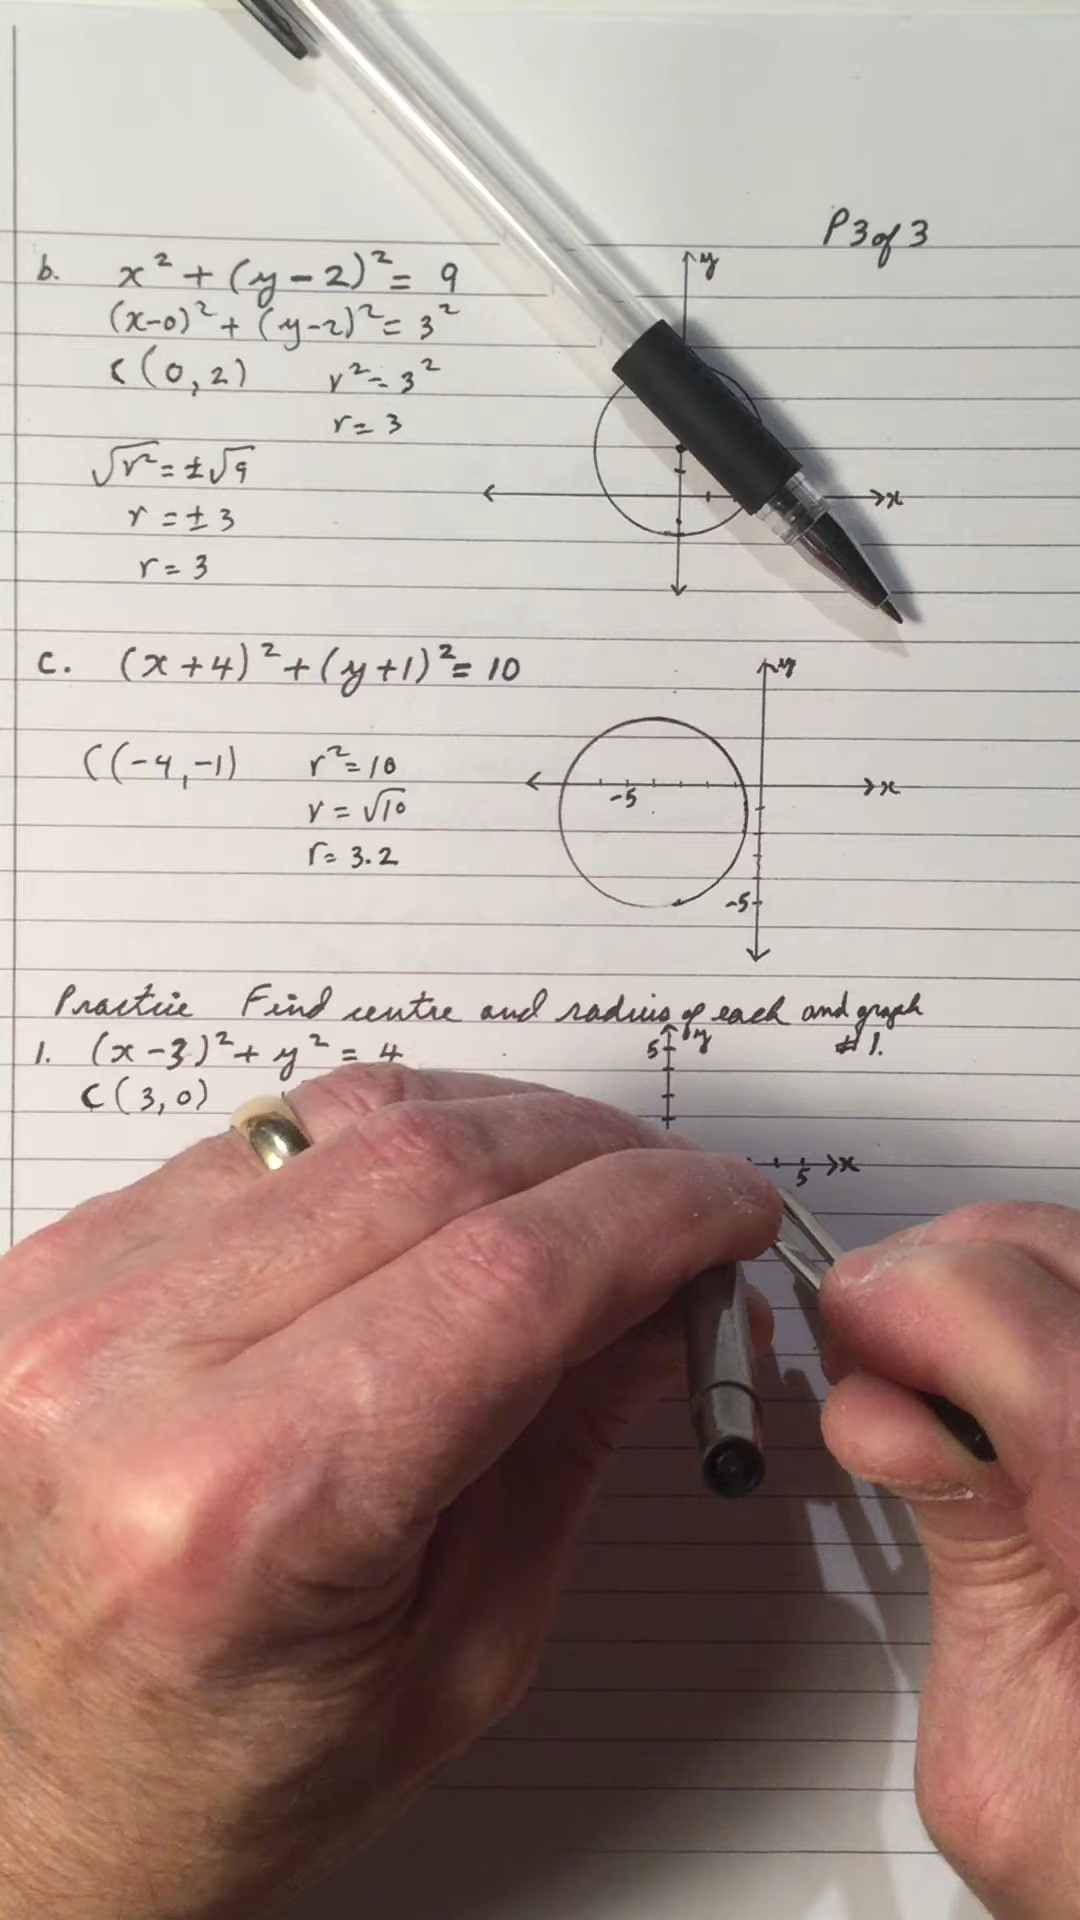 P3 of 3
b. x² + (y - 2)² = 9
(x-0)² + (y-2)² = 3²
C(0, 2) r² = 3²
r = 3
√r² = ±√9
r = ±3
r = 3
y
x
c. (x + 4)² + (y + 1)² = 10
C(-4, -1) r² = 10
r = √10
r = 3.2
y
x
-5
-5
Practice Find centre and radius of each and graph
1. (x - 3)² + y² = 4
C(3, 0)
#1.
5 y
5 x